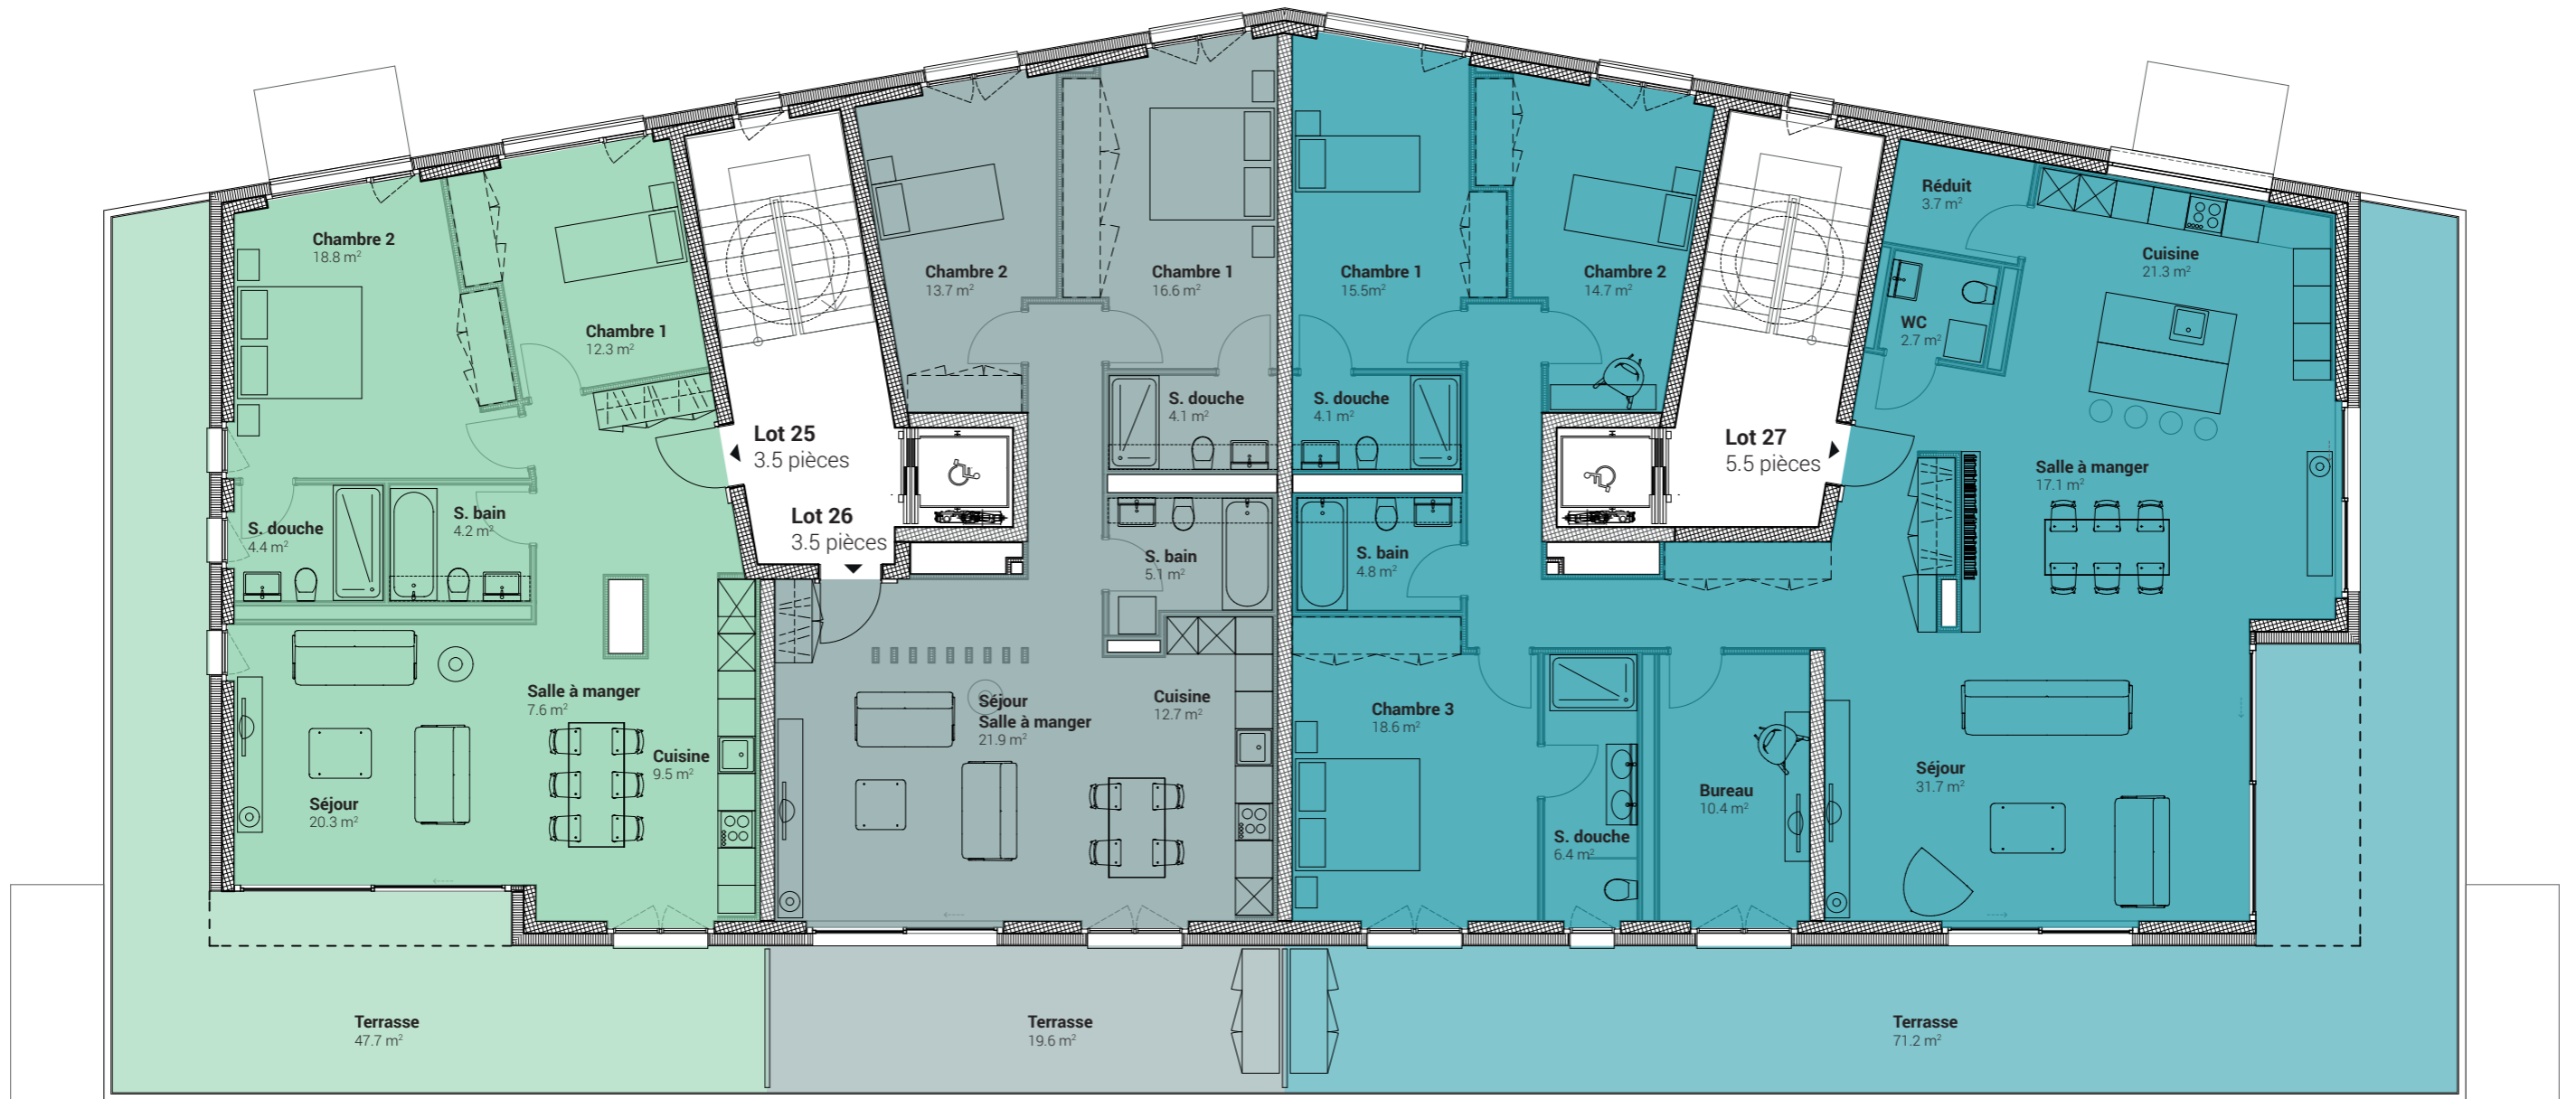 Chambre 2
18.8 m²
Chambre 1
12.3 m²
S. douche
4.4 m²
S. bain
4.2 m²
Salle à manger
7.6 m²
Cuisine
9.5 m²
Séjour
20.3 m²
Terrasse
47.7 m²
Lot 25
3.5 pièces
Lot 26
3.5 pièces
Chambre 2
13.7 m²
Chambre 1
16.6 m²
S. douche
4.1 m²
S. bain
5.1 m²
Séjour
Salle à manger
21.9 m²
Cuisine
12.7 m²
Terrasse
19.6 m²
Chambre 1
15.5m²
Chambre 2
14.7 m²
S. douche
4.1 m²
S. bain
4.8 m²
Chambre 3
18.6 m²
S. douche
6.4 m²
Bureau
10.4 m²
Lot 27
5.5 pièces
Réduit
3.7 m²
WC
2.7 m²
Cuisine
21.3 m²
Salle à manger
17.1 m²
Séjour
31.7 m²
Terrasse
71.2 m²